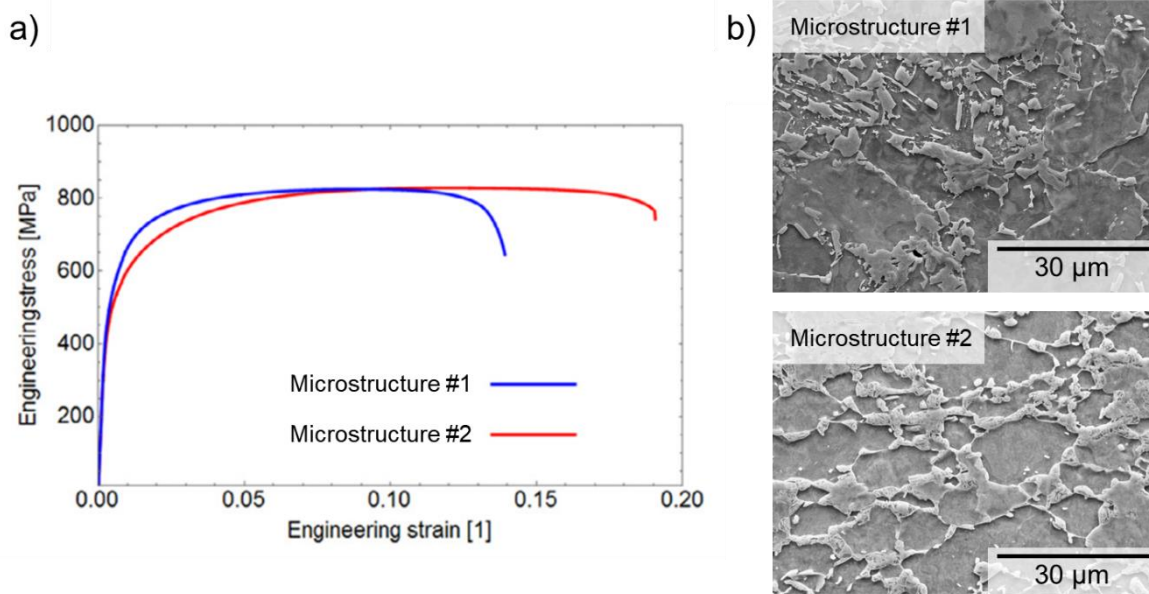 a)
1000
800
600
400
200
0.00 0.05 0.10 0.15 0.20
Engineeringstress [MPa]
Engineering strain [1]
Microstructure #1
Microstructure #2
b)
Microstructure #1
30 µm
Microstructure #2
30 µm